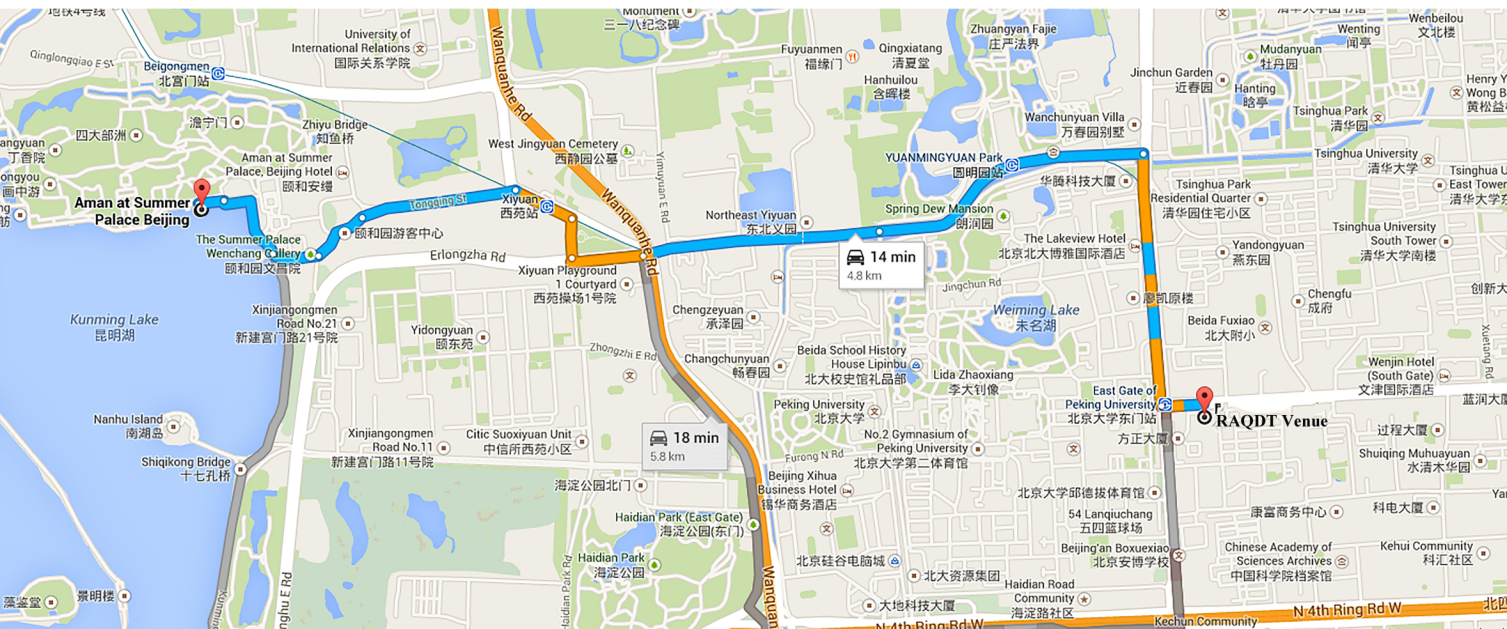 地铁4号线
Monument
三一八纪念碑
University of
International Relations
国际关系学院
Qinglongqiao E St
Beigongmen
北宫门站
四大部洲
澹宁门
Zhiyu Bridge
知鱼桥
Aman at Summer
Palace, Beijing Hotel
颐和安缦
丁香院
画中游
Aman at Summer
Palace Beijing
The Summer Palace
Wenchang Gallery
颐和园文昌院
颐和园游客中心
Tongqing St
Xiyuan
西苑站
Wanquanhe Rd
West Jingyuan Cemetery
西静园公墓
Yiheyuan E Rd
Wanquanhe Rd
Fuyuanmen
福缘门
Qingxiatang
清夏堂
Hanhuilou
含晖楼
Zhuangyan Fajie
庄严法界
Wanchunyuan Villa
万春园别墅
YUANMINGYUAN Park
圆明园站
华腾科技大厦
Spring Dew Mansion
朗润园
Northeast Yiyuan
东北义园
14 min
4.8 km
Erlongzha Rd
Xiyuan Playground
1 Courtyard
西苑操场1号院
Jinchun Garden
近春园
Wenbeilou
文北楼
Wenting
闻亭
Mudanyuan
牡丹园
Hanting
晗亭
Tsinghua Park
清华园
Tsinghua University
清华大学
Tsinghua Park
Residential Quarter
清华园住宅小区
Tsinghua University
South Tower
清华大学南楼
Yandongyuan
燕东园
The Lakeview Hotel
北京北大博雅国际酒店
Jingchun Rd
Weiming Lake
未名湖
廖凯原楼
Chengfu
成府
Beida Fuxiao
北大附小
Xuetang Rd
Kunming Lake
昆明湖
Xinjiangongmen
Road No.21
新建宫门路21号院
Yidongyuan
颐东苑
Chengzeyuan
承泽园
Zhongzhi E Rd
Changchunyuan
畅春园
Beida School History
House Lipinbu
北大校史馆礼品部
Lida Zhaoxiang
李大钊像
East Gate of
Peking University
北京大学东门站
Wenjin Hotel
(South Gate)
文津国际酒店
蓝润大厦
RAQDT Venue
Nanhu Island
南湖岛
Peking University
北京大学
No.2 Gymnasium of
Peking University
北京大学第二体育馆
方正大厦
过程大厦
Shuiqing Muhuayuan
水清木华园
Shiqikong Bridge
十七孔桥
Xinjiangongmen
Road No.11
新建宫门路11号院
Citic Suoxiyuan Unit
中信所西苑小区
18 min
5.8 km
Furong N Rd
海淀公园北门
Beijing Xihua
Business Hotel
锡华商务酒店
北京大学邱德拔体育馆
54 Lanqiuchang
五四篮球场
康富商务中心
科电大厦
Haidian Park (East Gate)
海淀公园(东门)
Haidian Park
海淀公园
Haidian Park Rd
北京硅谷电脑城
Beijing'an Boxuexiao
北京安博学校
Chinese Academy of
Sciences Archives
中国科学院档案馆
Kehui Community
科汇社区
北大资源集团
Haidian Road
Community
海淀路社区
大地科技大厦
藻鉴堂
景明楼
N 4th Ring Rd W
N 4th Ring Rd W
Kechun Community